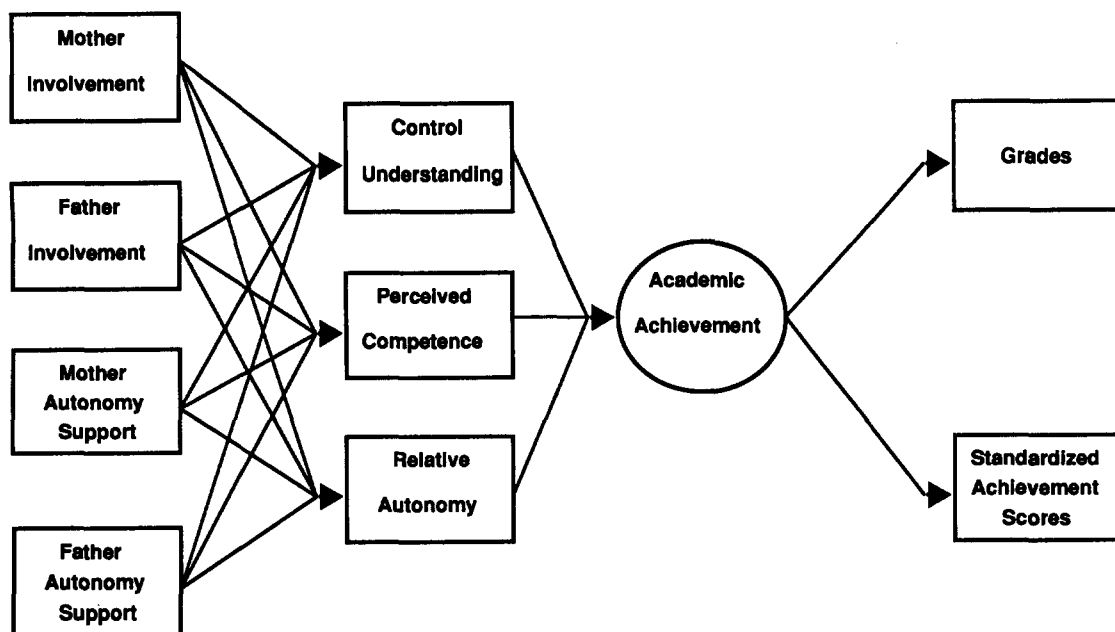 Mother
Involvement
Father
Involvement
Mother
Autonomy
Support
Father
Autonomy
Support
Control
Understanding
Perceived
Competence
Relative
Autonomy
Academic
Achievement
Grades
Standardized
Achievement
Scores